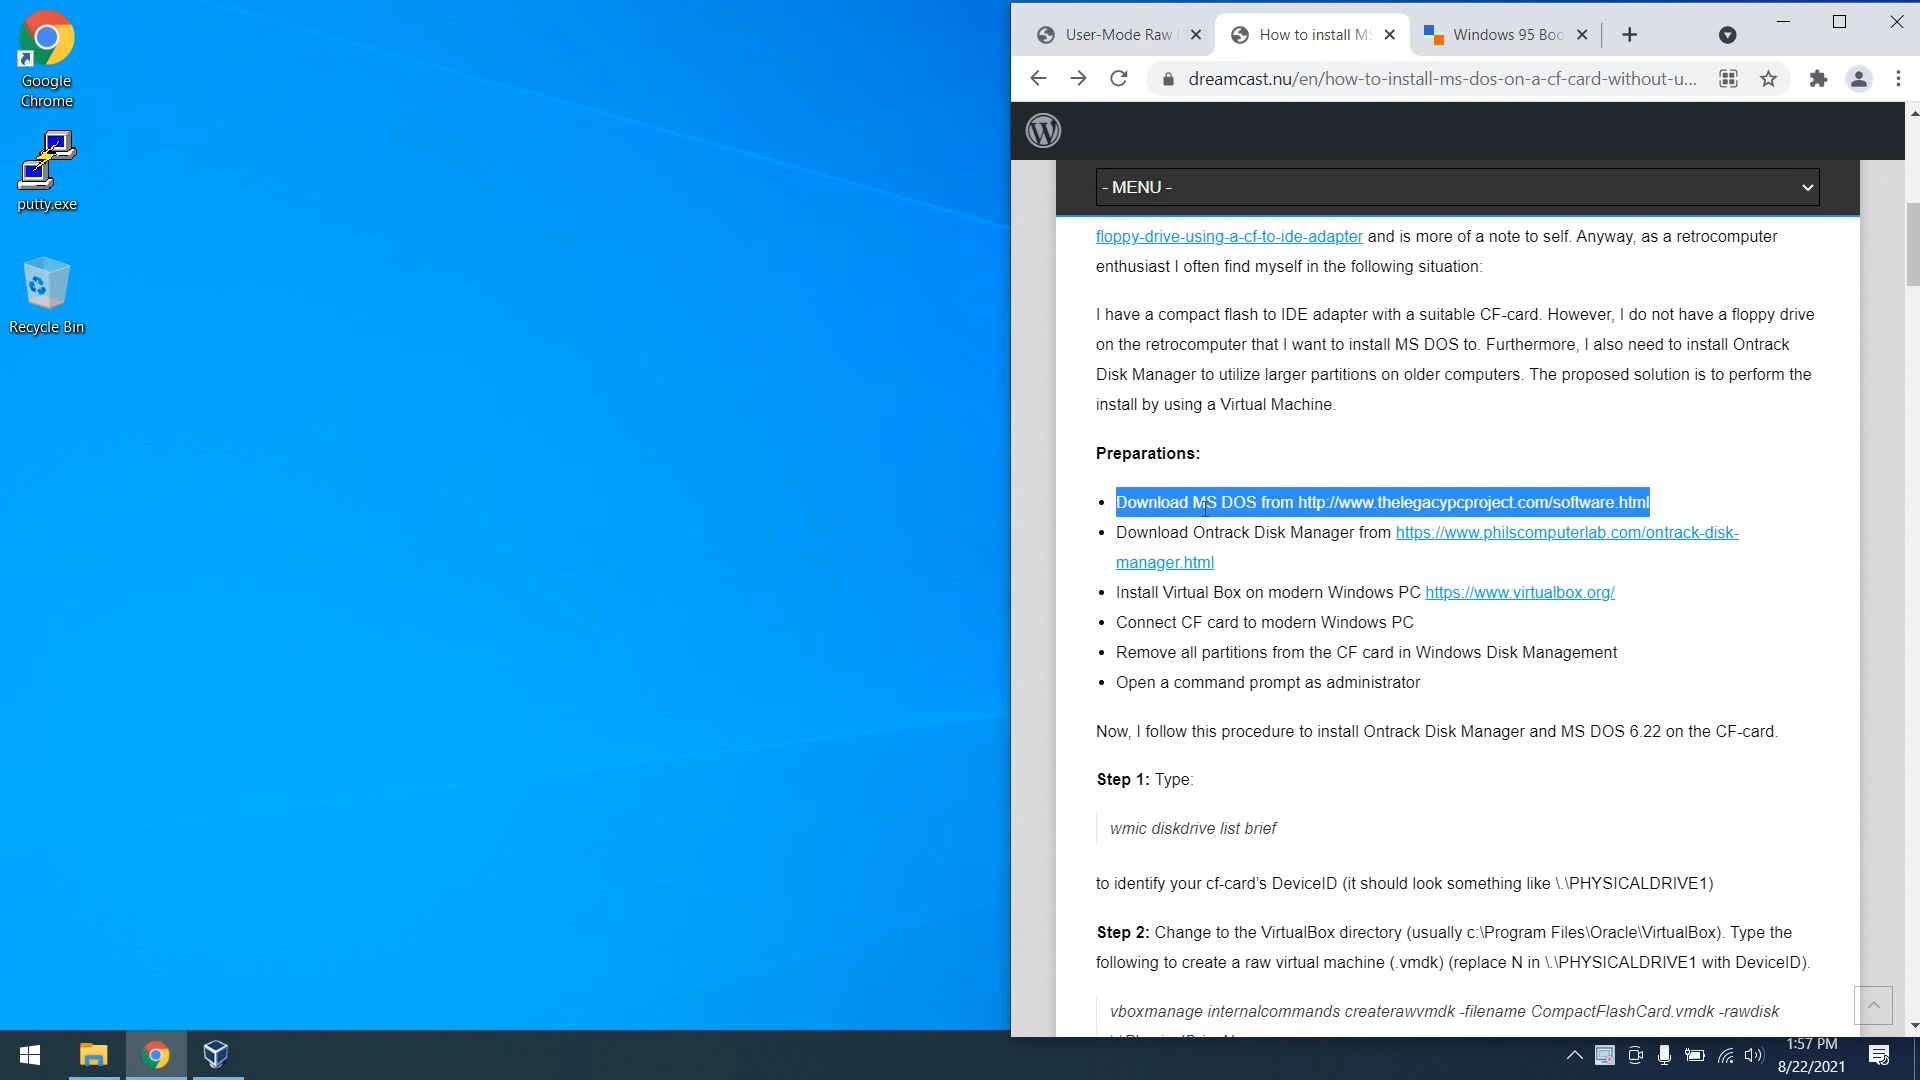 Google
Chrome
putty.exe
Recycle Bin
User-Mode Raw
How to install MS
Windows 95 Boo
dreamcast.nu/en/how-to-install-ms-dos-on-a-cf-card-without-u...
- MENU -
floppy-drive-using-a-cf-to-ide-adapter and is more of a note to self. Anyway, as a retrocomputer
enthusiast I often find myself in the following situation:
I have a compact flash to IDE adapter with a suitable CF-card. However, I do not have a floppy drive
on the retrocomputer that I want to install MS DOS to. Furthermore, I also need to install Ontrack
Disk Manager to utilize larger partitions on older computers. The proposed solution is to perform the
install by using a Virtual Machine.
Preparations:
• Download MS DOS from http://www.thelegacypcproject.com/software.html
• Download Ontrack Disk Manager from https://www.philscomputerlab.com/ontrack-disk-
manager.html
• Install Virtual Box on modern Windows PC https://www.virtualbox.org/
• Connect CF card to modern Windows PC
• Remove all partitions from the CF card in Windows Disk Management
• Open a command prompt as administrator
Now, I follow this procedure to install Ontrack Disk Manager and MS DOS 6.22 on the CF-card.
Step 1: Type:
wmic diskdrive list brief
to identify your cf-card's DeviceID (it should look something like \.\PHYSICALDRIVE1)
Step 2: Change to the VirtualBox directory (usually c:\Program Files\Oracle\VirtualBox). Type the
following to create a raw virtual machine (.vmdk) (replace N in \.\PHYSICALDRIVE1 with DeviceID).
vboxmanage internalcommands createrawvmdk -filename CompactFlashCard.vmdk -rawdisk
1:57 PM
8/22/2021